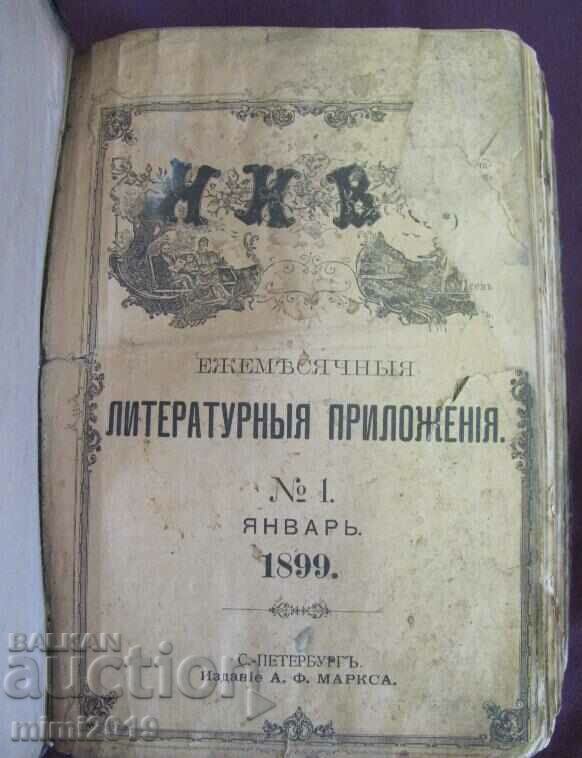 НИВ
ЕЖЕМѢСЯЧНЫЯ
ЛИТЕРАТУРНЫЯ ПРИЛОЖЕНІЯ.
№ 1.
ЯНВАРЬ.
1899.
С.-ПЕТЕРБУРГЪ.
Изданіе А. Ф. МАРКСА.
BALKAN
auction
mimi2019